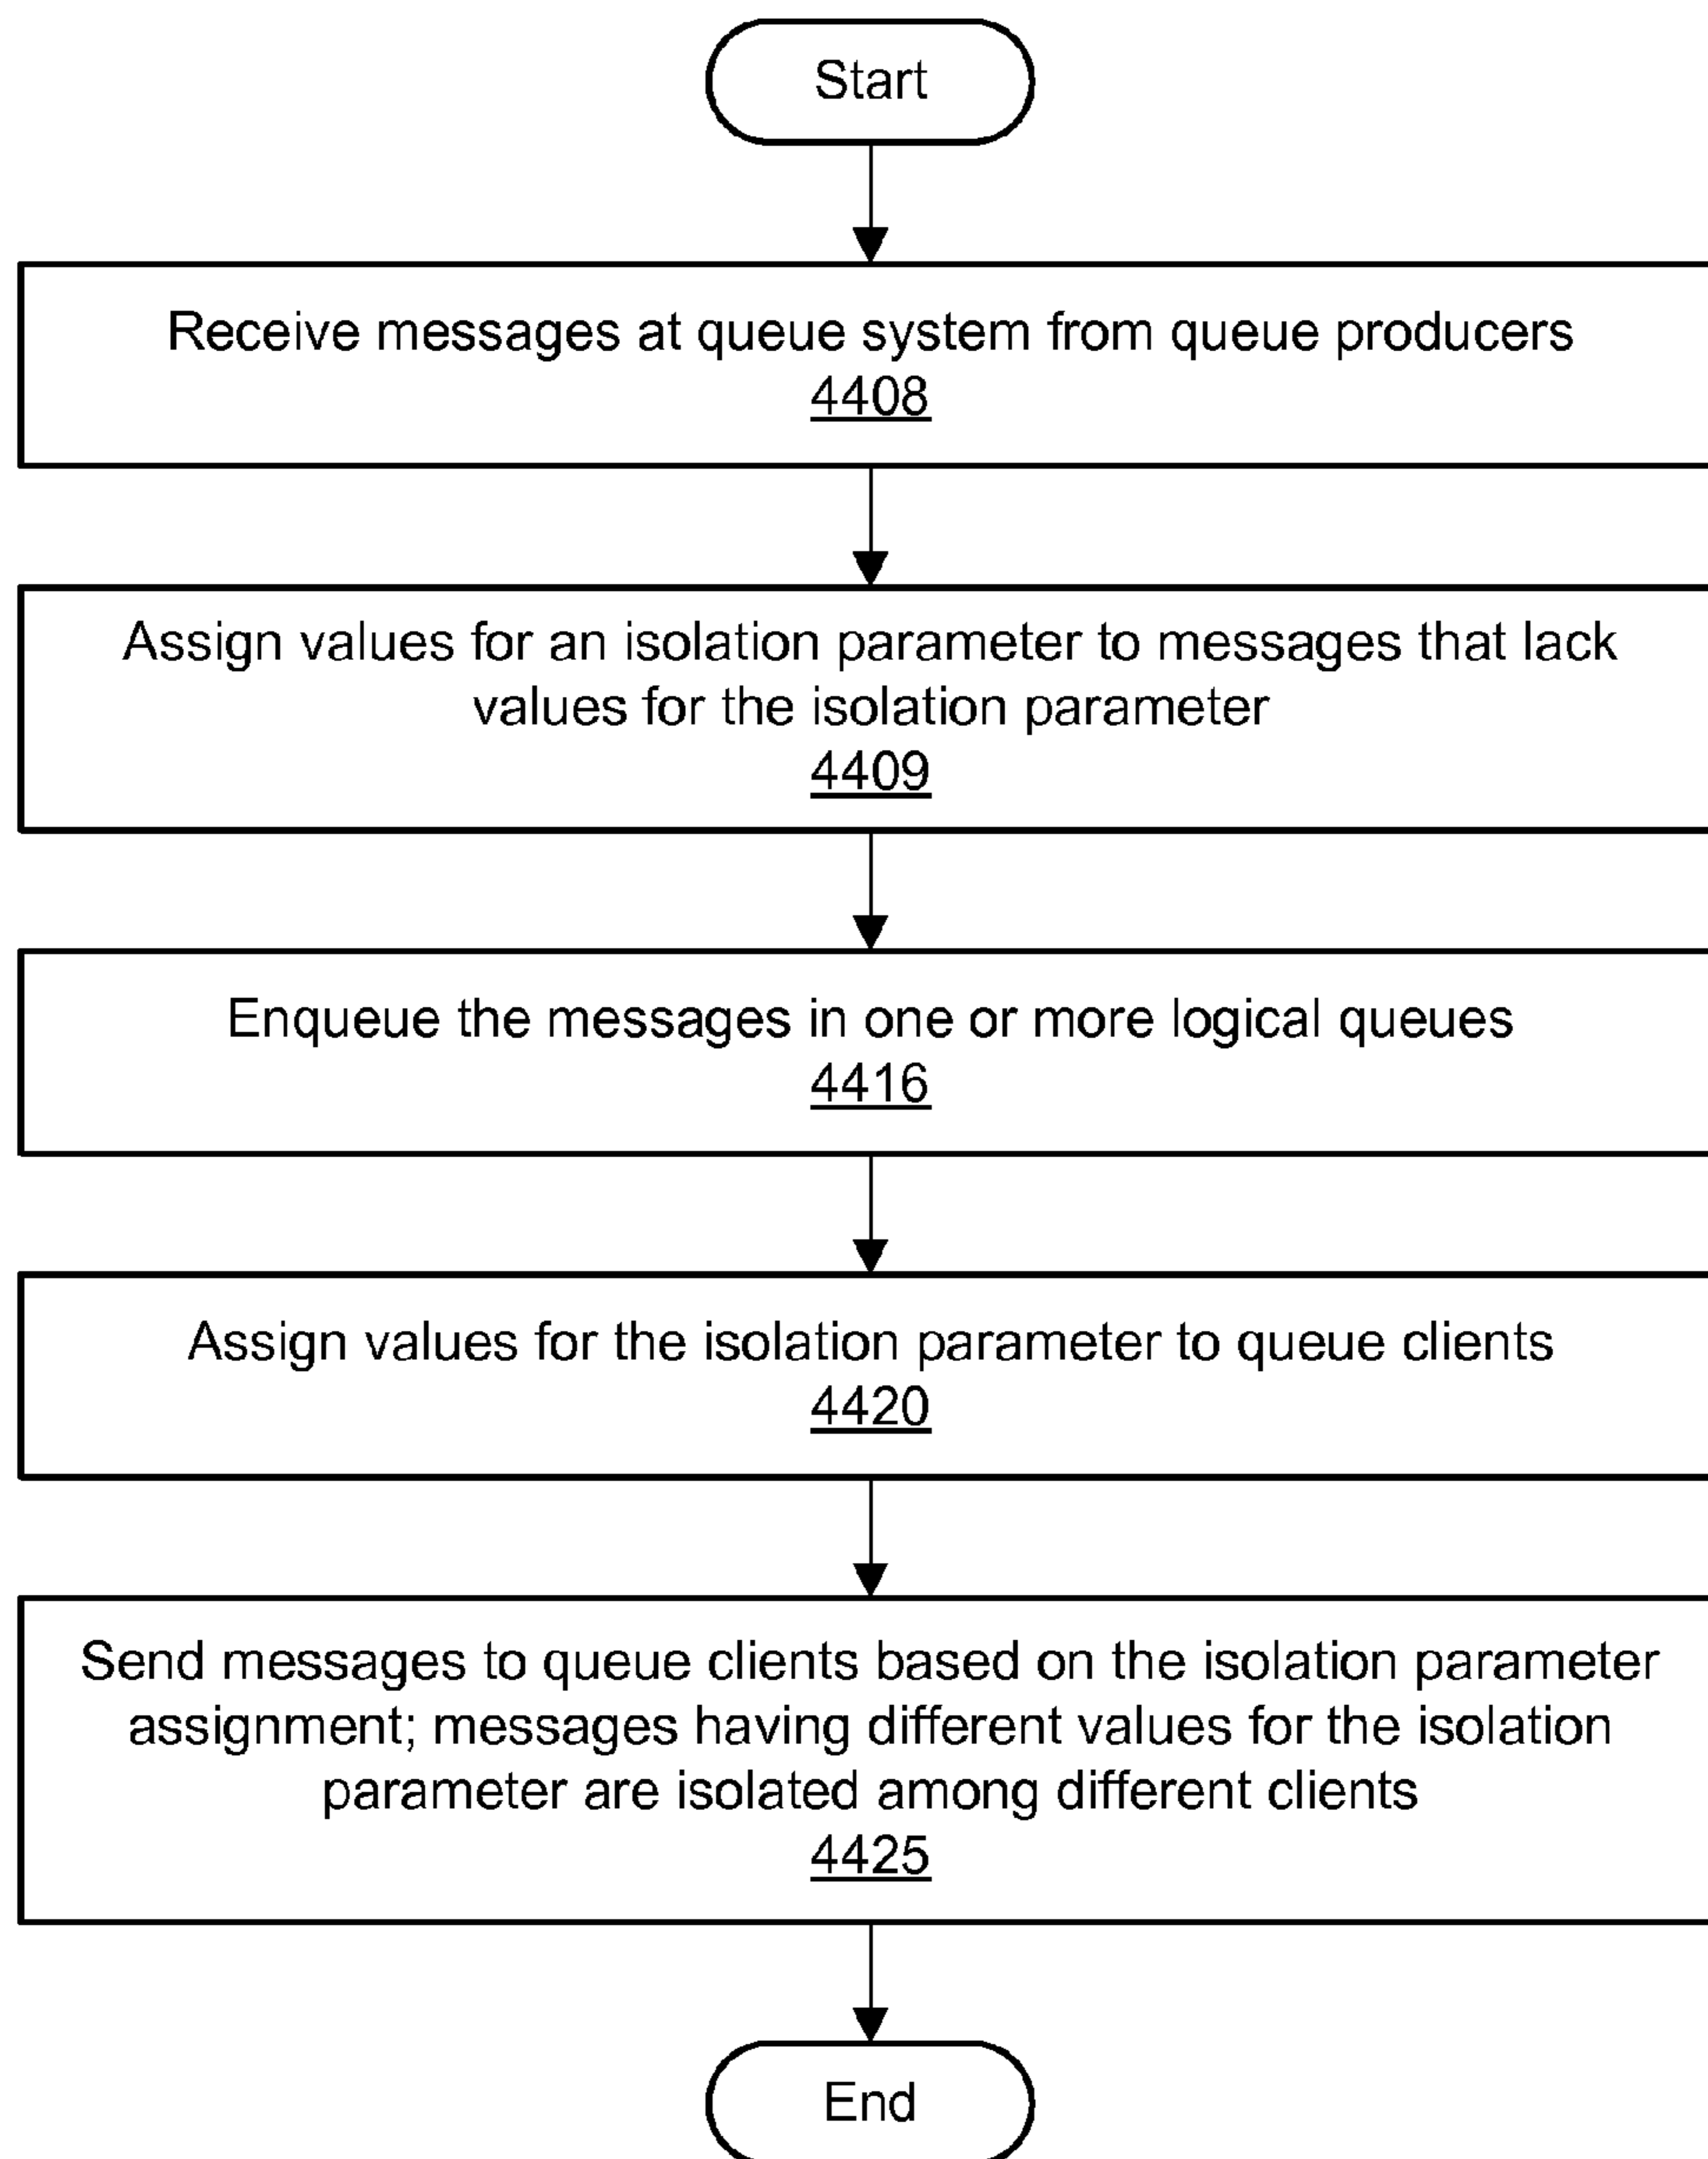 Start
Receive messages at queue system from queue producers
4408
Assign values for an isolation parameter to messages that lack
values for the isolation parameter
4409
Enqueue the messages in one or more logical queues
4416
Assign values for the isolation parameter to queue clients
4420
Send messages to queue clients based on the isolation parameter
assignment; messages having different values for the isolation
parameter are isolated among different clients
4425
End